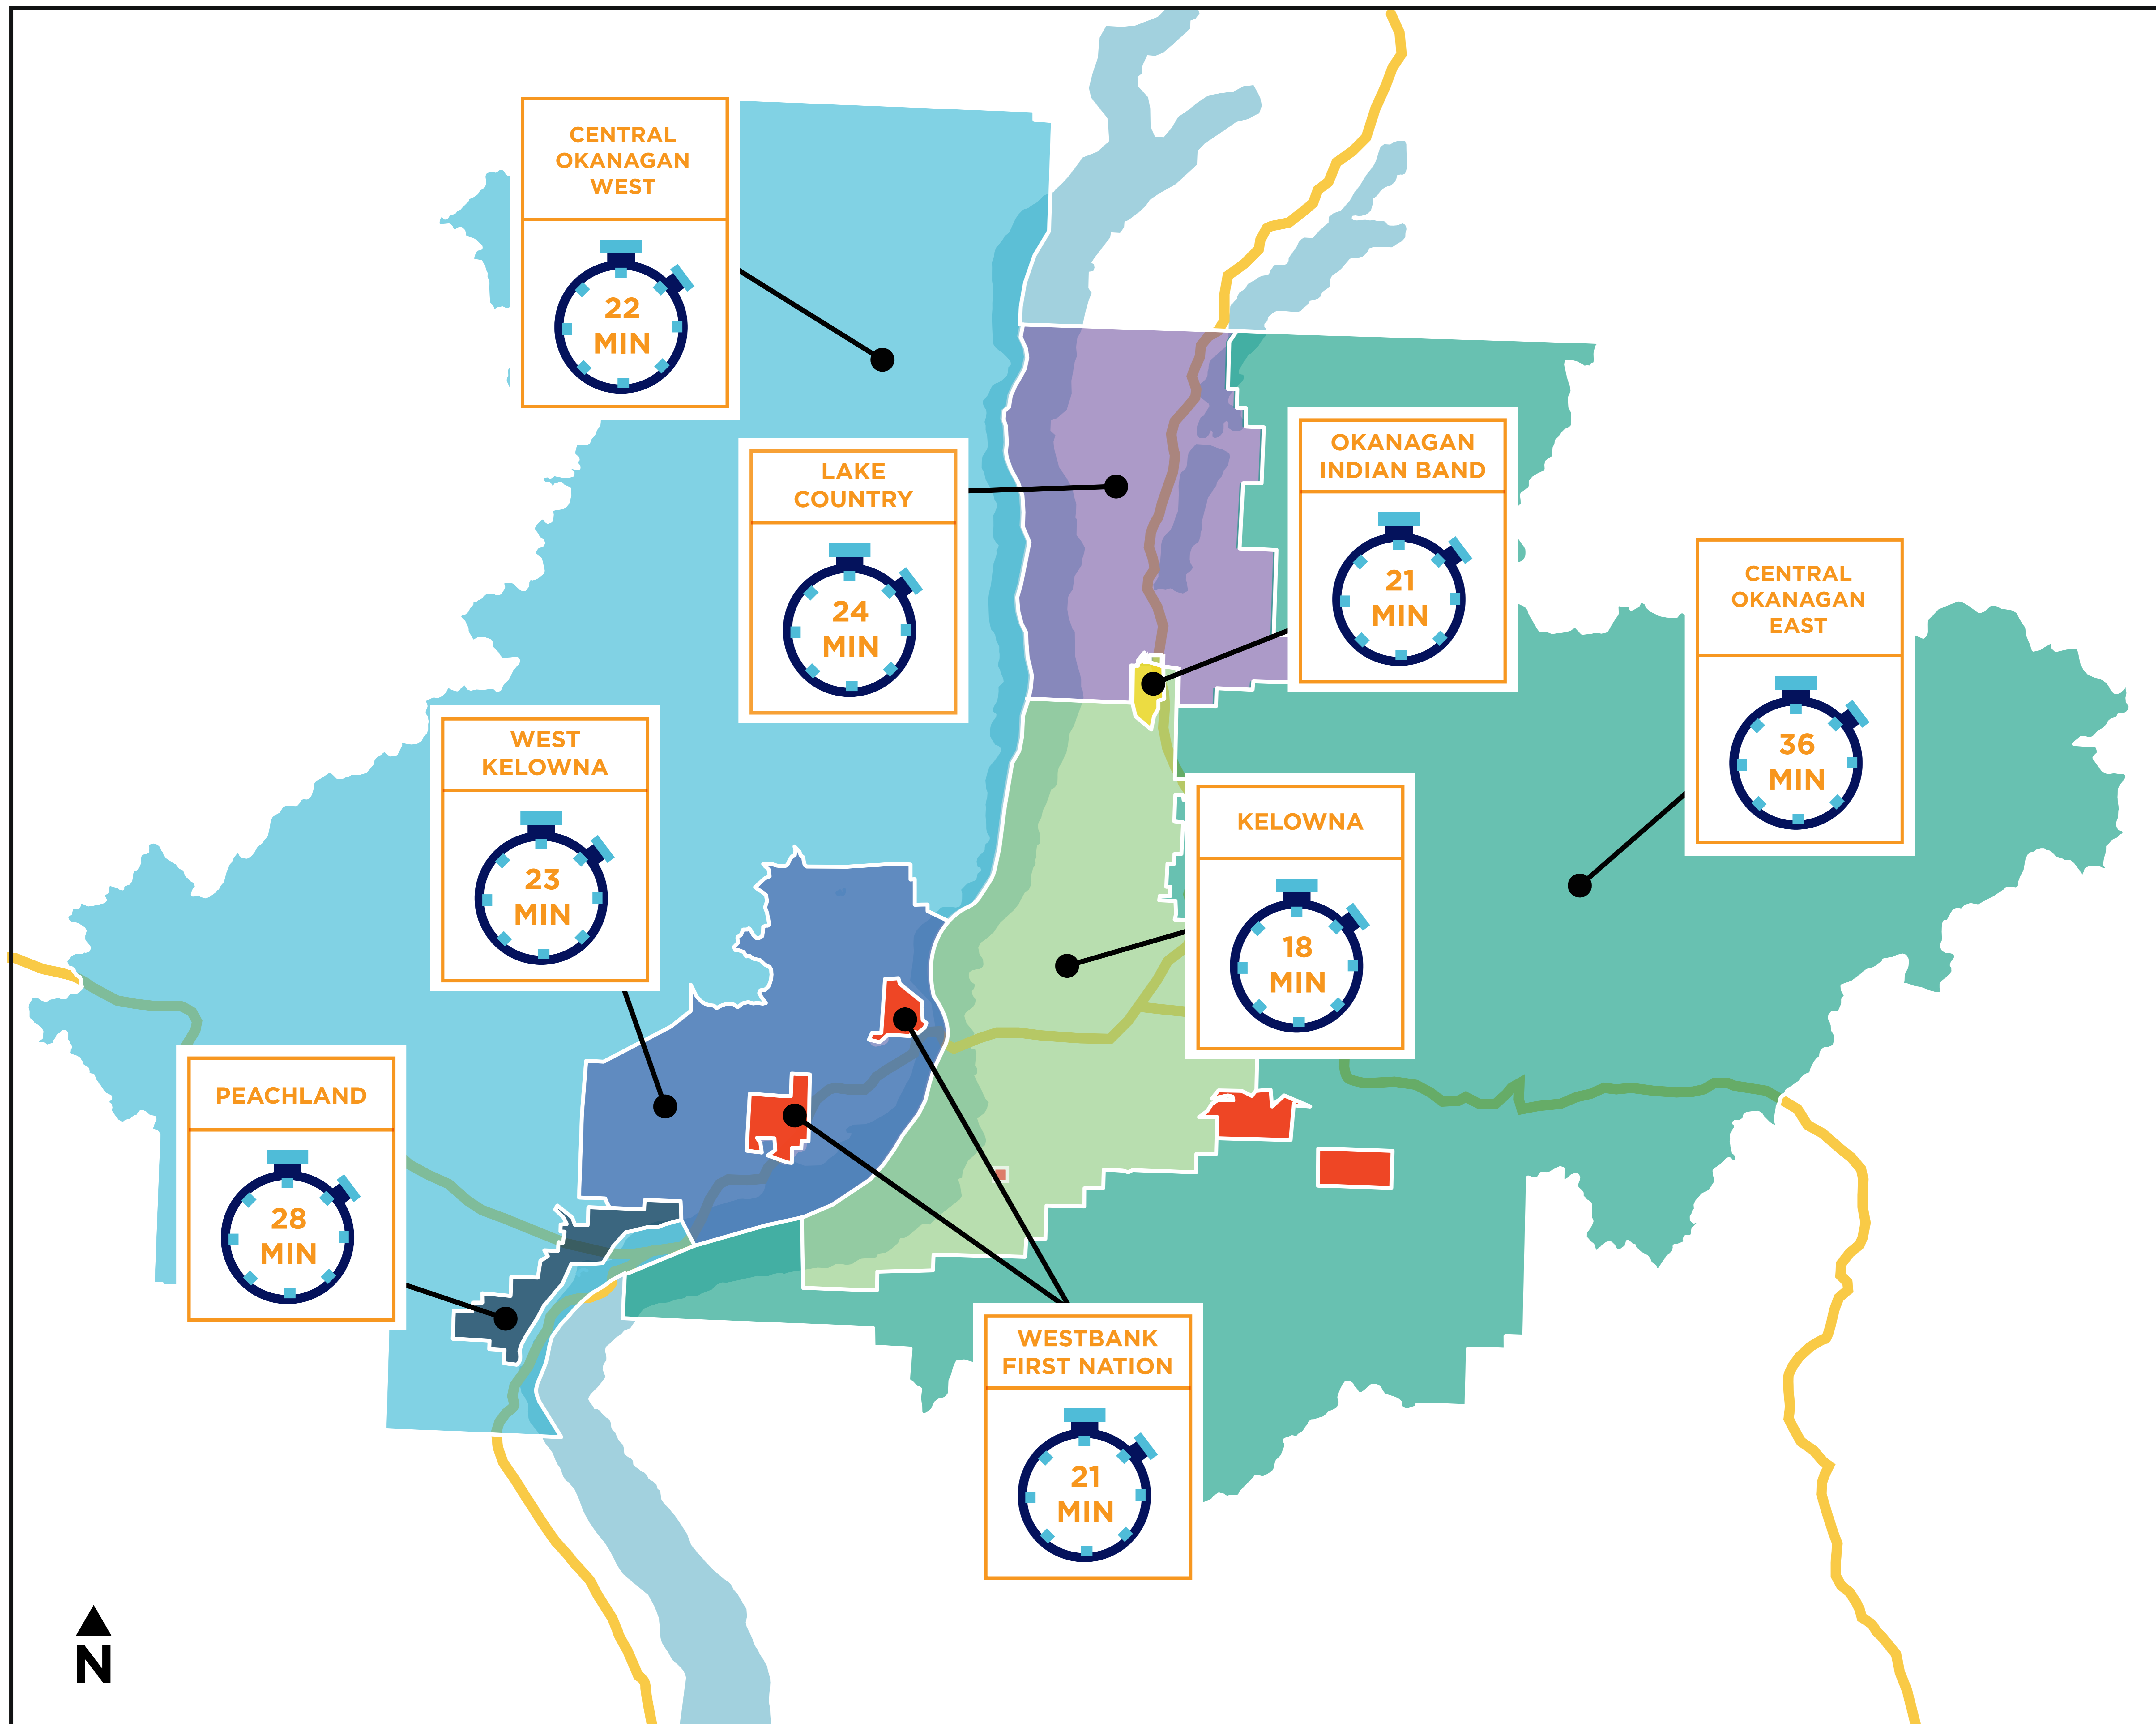 CENTRAL
OKANAGAN
WEST
22
MIN
LAKE
COUNTRY
24
MIN
OKANAGAN
INDIAN BAND
21
MIN
CENTRAL
OKANAGAN
EAST
36
MIN
WEST
KELOWNA
23
MIN
KELOWNA
18
MIN
PEACHLAND
28
MIN
WESTBANK
FIRST NATION
21
MIN
N